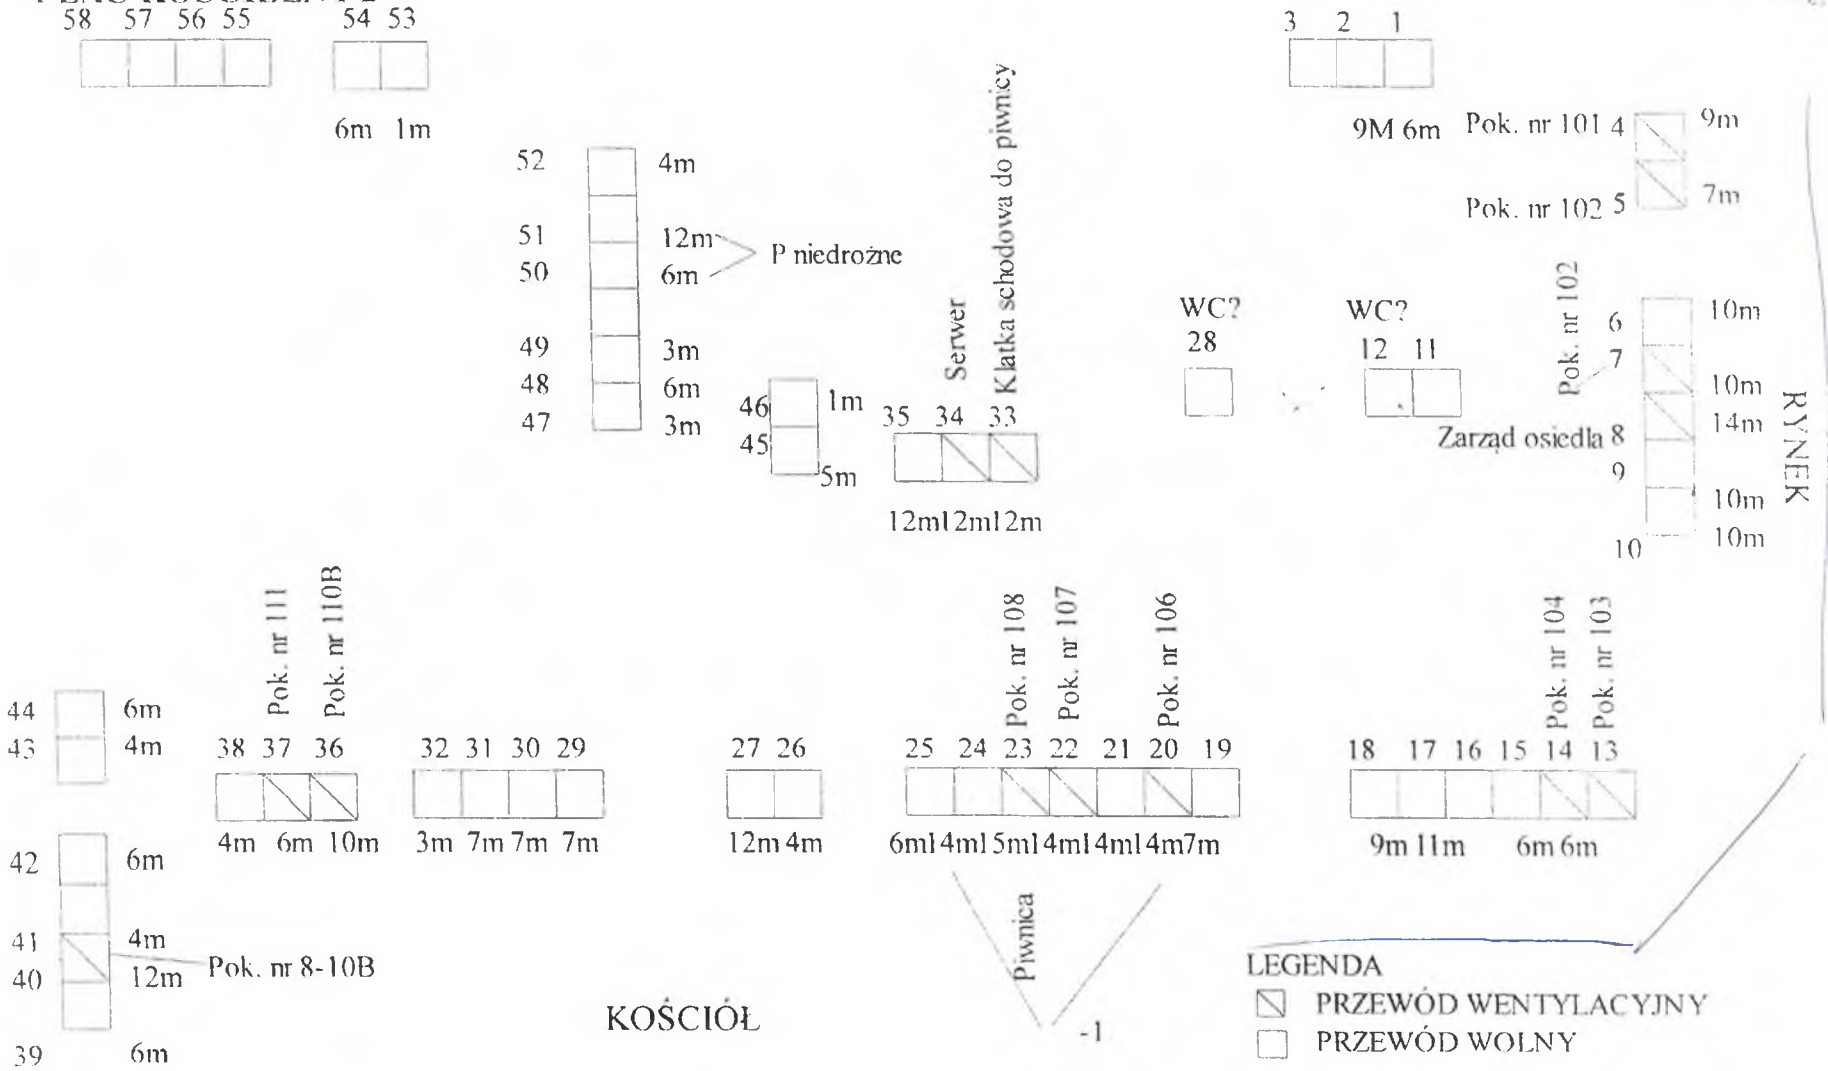 58 57 56 55 54 53
6m 1m
3 2 1
9M 6m
Pok. nr 101 4 9m
Pok. nr 102 5 7m
52 4m
51 12m
50 6m
P niedrożne
49 3m
48 6m
47 3m
46 1m
45 5m
Serwer
Klatka schodowa do piwnicy
35 34 33
12m12m12m
WC?
28
WC?
12 11
Pok. nr 102
6 10m
7 10m
Zarząd osiedla 8 14m
9 10m
10 10m
RYNEK
44 6m
43 4m
Pok. nr 111
Pok. nr 110B
38 37 36
4m 6m 10m
32 31 30 29
3m 7m 7m 7m
27 26
12m 4m
Pok. nr 108
Pok. nr 107
Pok. nr 106
25 24 23 22 21 20 19
6m14m15m14m14m14m7m
Piwnica
-1
Pok. nr 104
Pok. nr 103
18 17 16 15 14 13
9m 11m 6m 6m
42 6m
41 4m
40 12m
Pok. nr 8-10B
39 6m
KOŚCIÓŁ
LEGENDA
PRZEWÓD WENTYLACYJNY
PRZEWÓD WOLNY